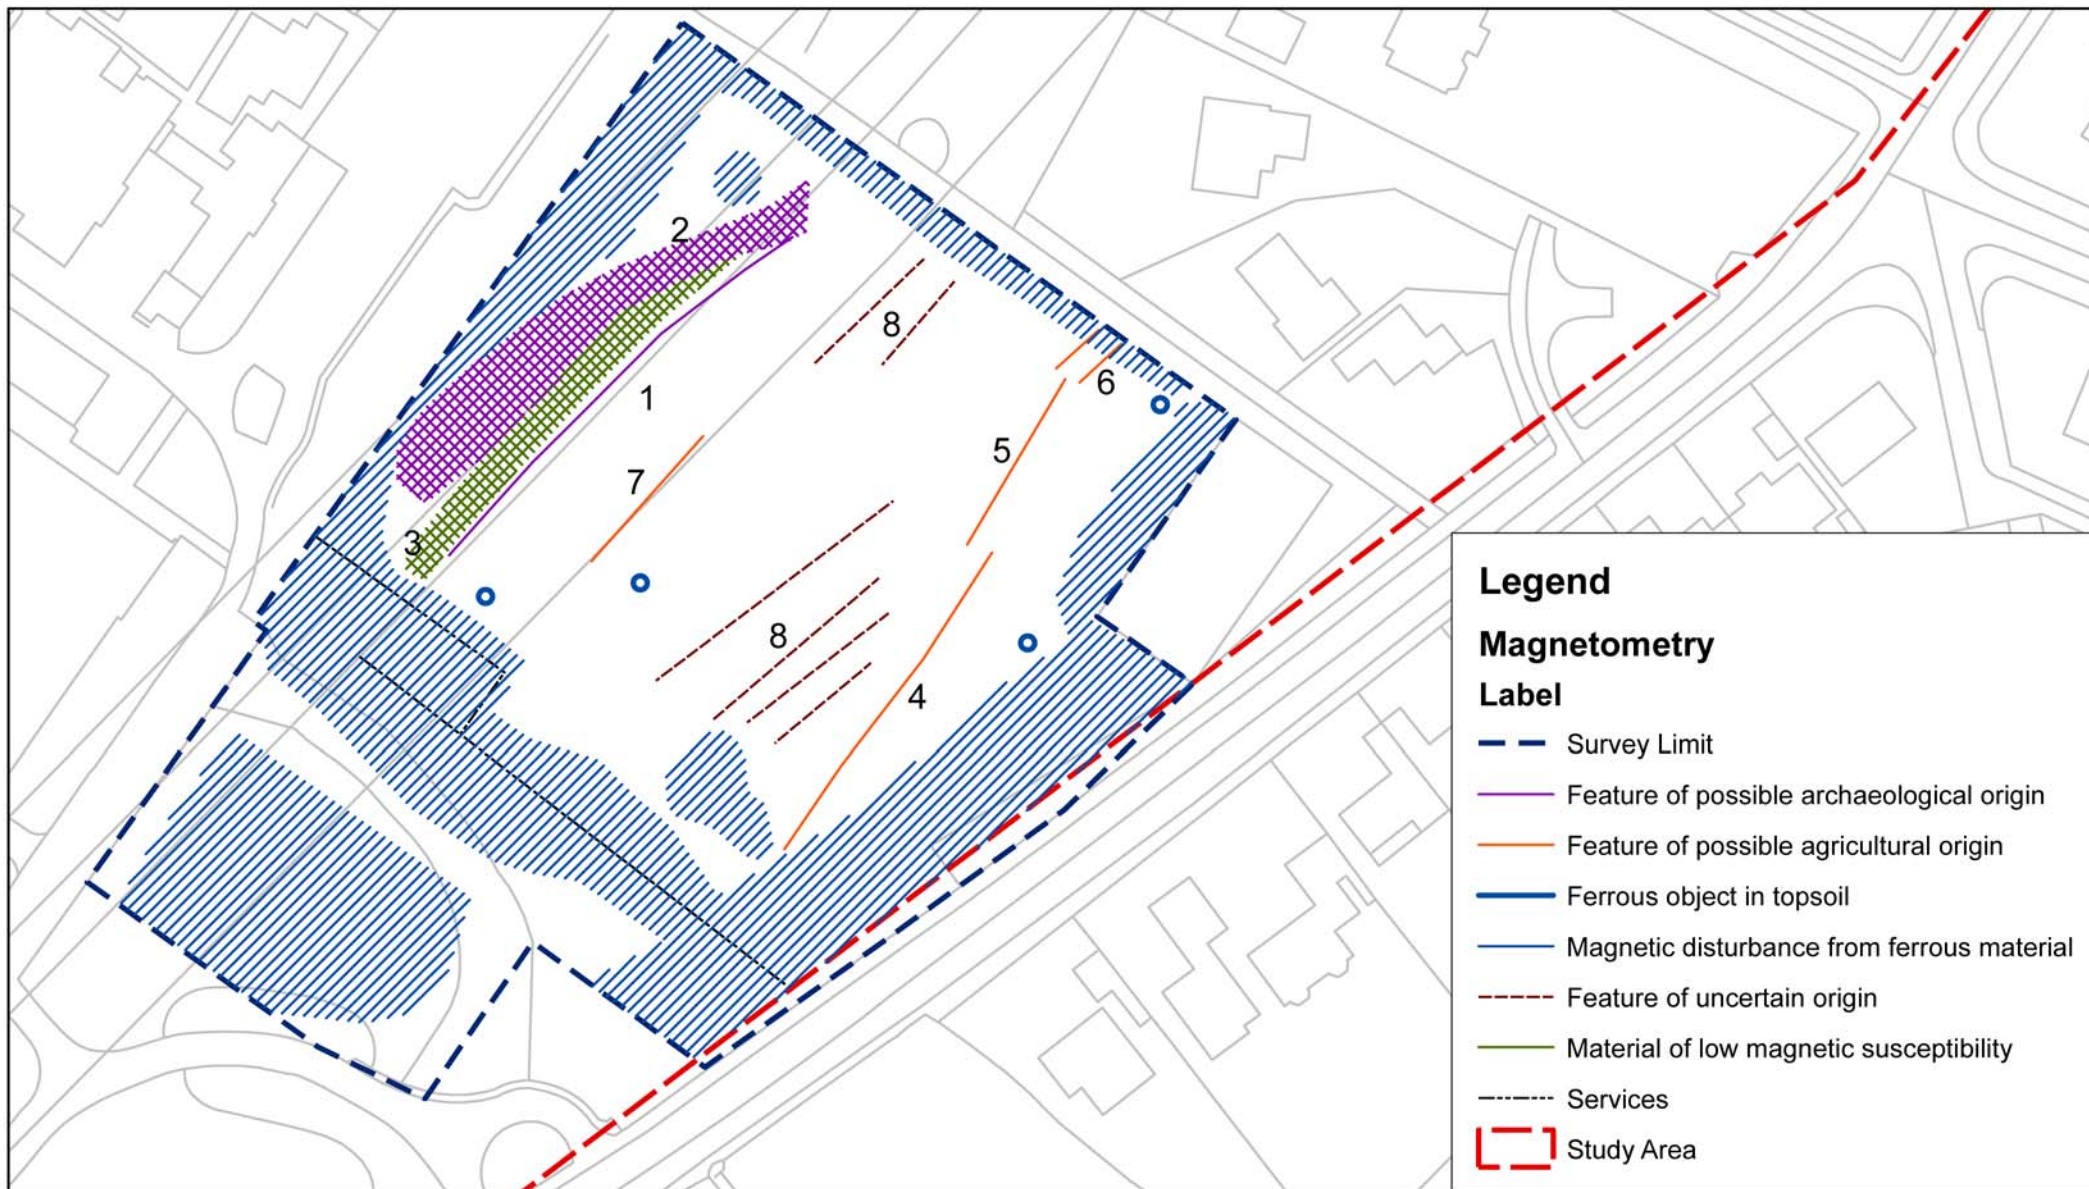 2
8
1
6
5
7
3
8
4
Legend
Magnetometry
Label
Survey Limit
Feature of possible archaeological origin
Feature of possible agricultural origin
Ferrous object in topsoil
Magnetic disturbance from ferrous material
Feature of uncertain origin
Material of low magnetic susceptibility
Services
Study Area